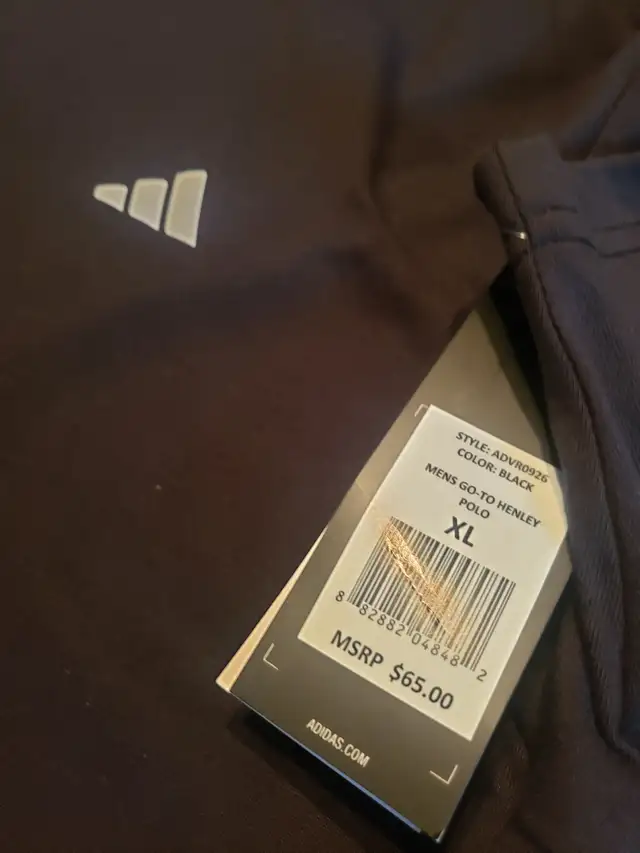 STYLE: ADVR0926
COLOR: BLACK
MENS GO-TO HENLEY
POLO
XL
8 82882 04848 2
MSRP $65.00
ADIDAS.COM